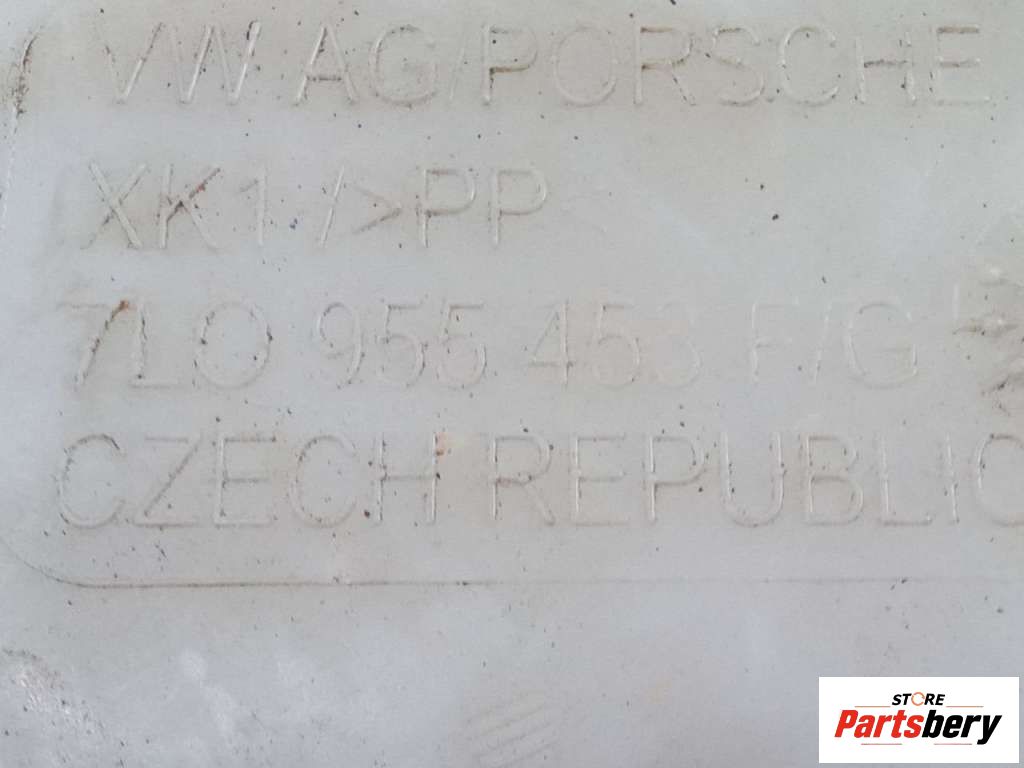 VW AG/PORSCHE
XK1 />PP<
7L0 955 453 F/G
CZECH REPUBLIC
STORE
Partsbery